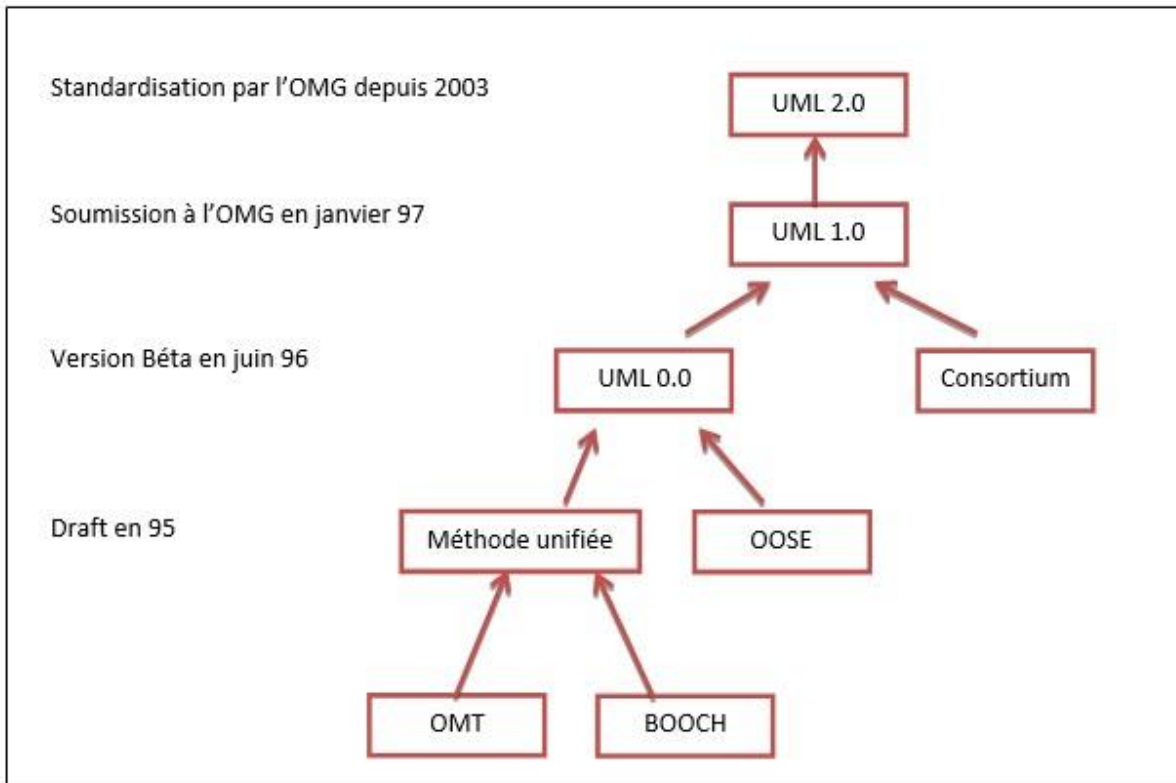 Standardisation par l'OMG depuis 2003
UML 2.0
Soumission à l'OMG en janvier 97
UML 1.0
Version Béta en juin 96
UML 0.0
Consortium
Draft en 95
Méthode unifiée
OOSE
OMT
BOOCH